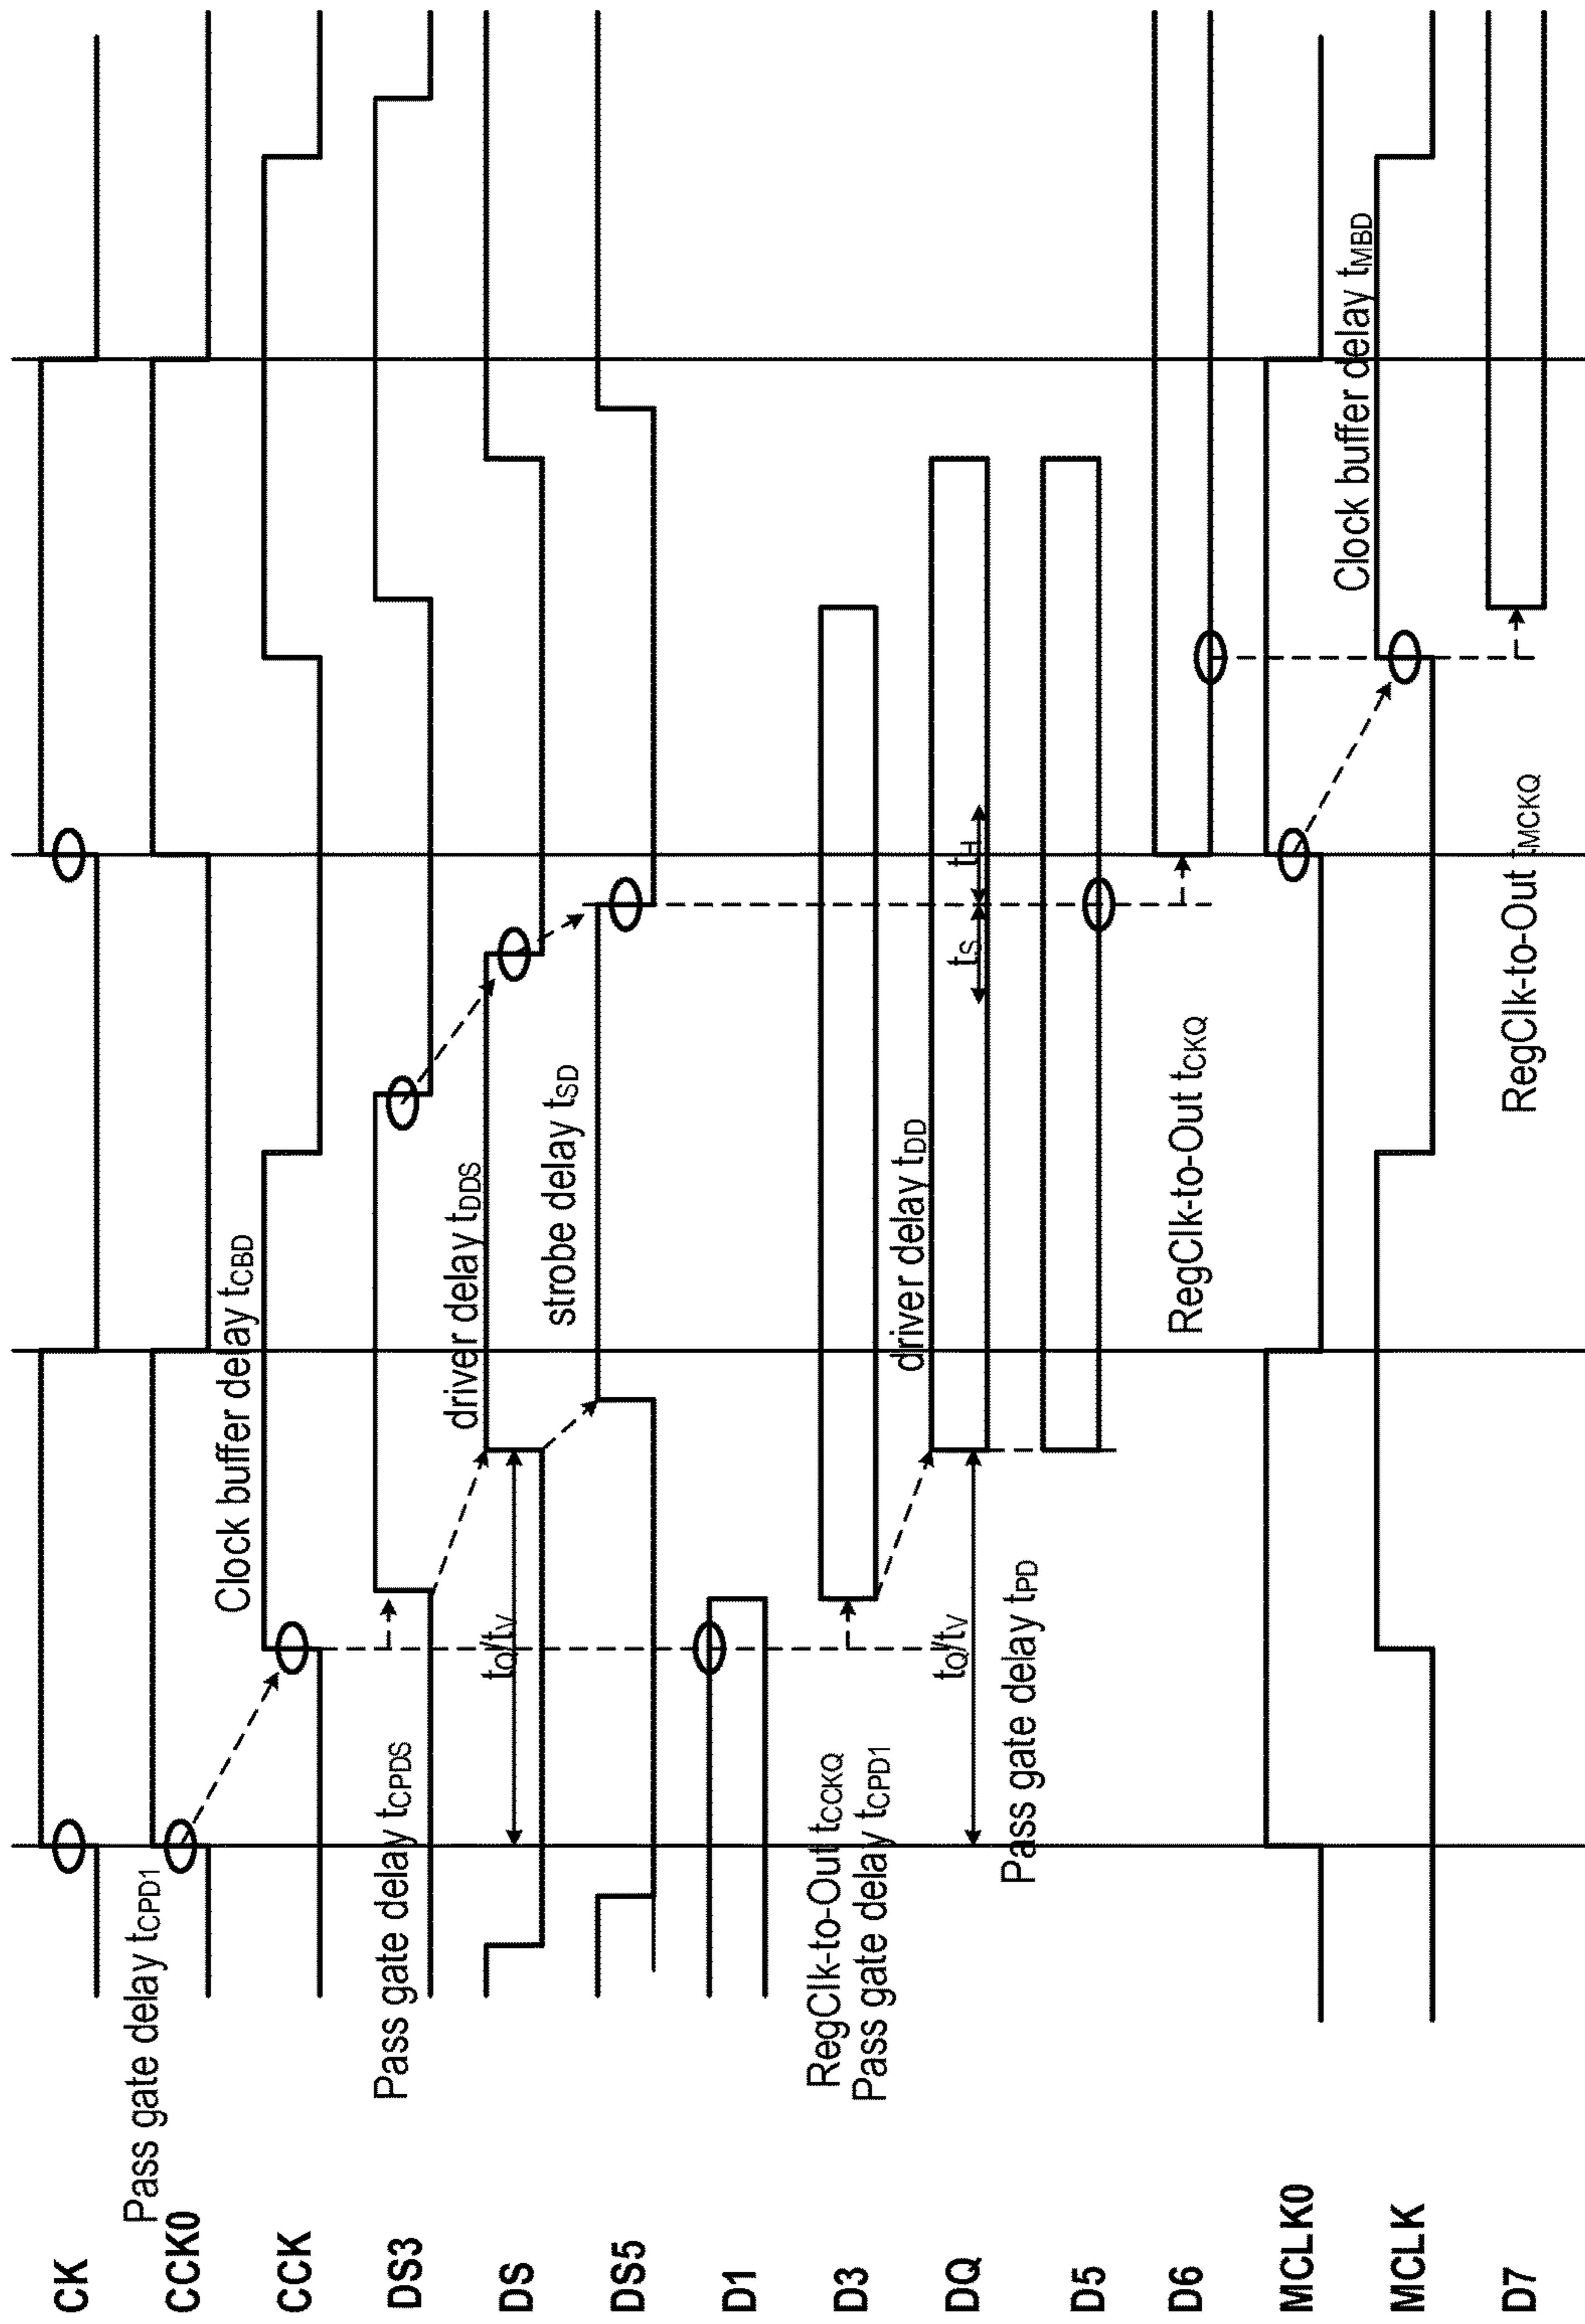 CK
Pass gate delay tCPD1
CCK0
Clock buffer delay tCBD
CCK
Pass gate delay tCPDS
DS3
driver delay tDDS
DS
tQ/tV
strobe delay tSD
DS5
D1
RegClk-to-Out tCCKQ
Pass gate delay tCPD1
D3
driver delay tDD
DQ
tQ/tV
tS
tH
Pass gate delay tPD
D5
RegClk-to-Out tCKQ
D6
MCLK0
Clock buffer delay tMBD
MCLK
RegClk-to-Out tMCKQ
D7